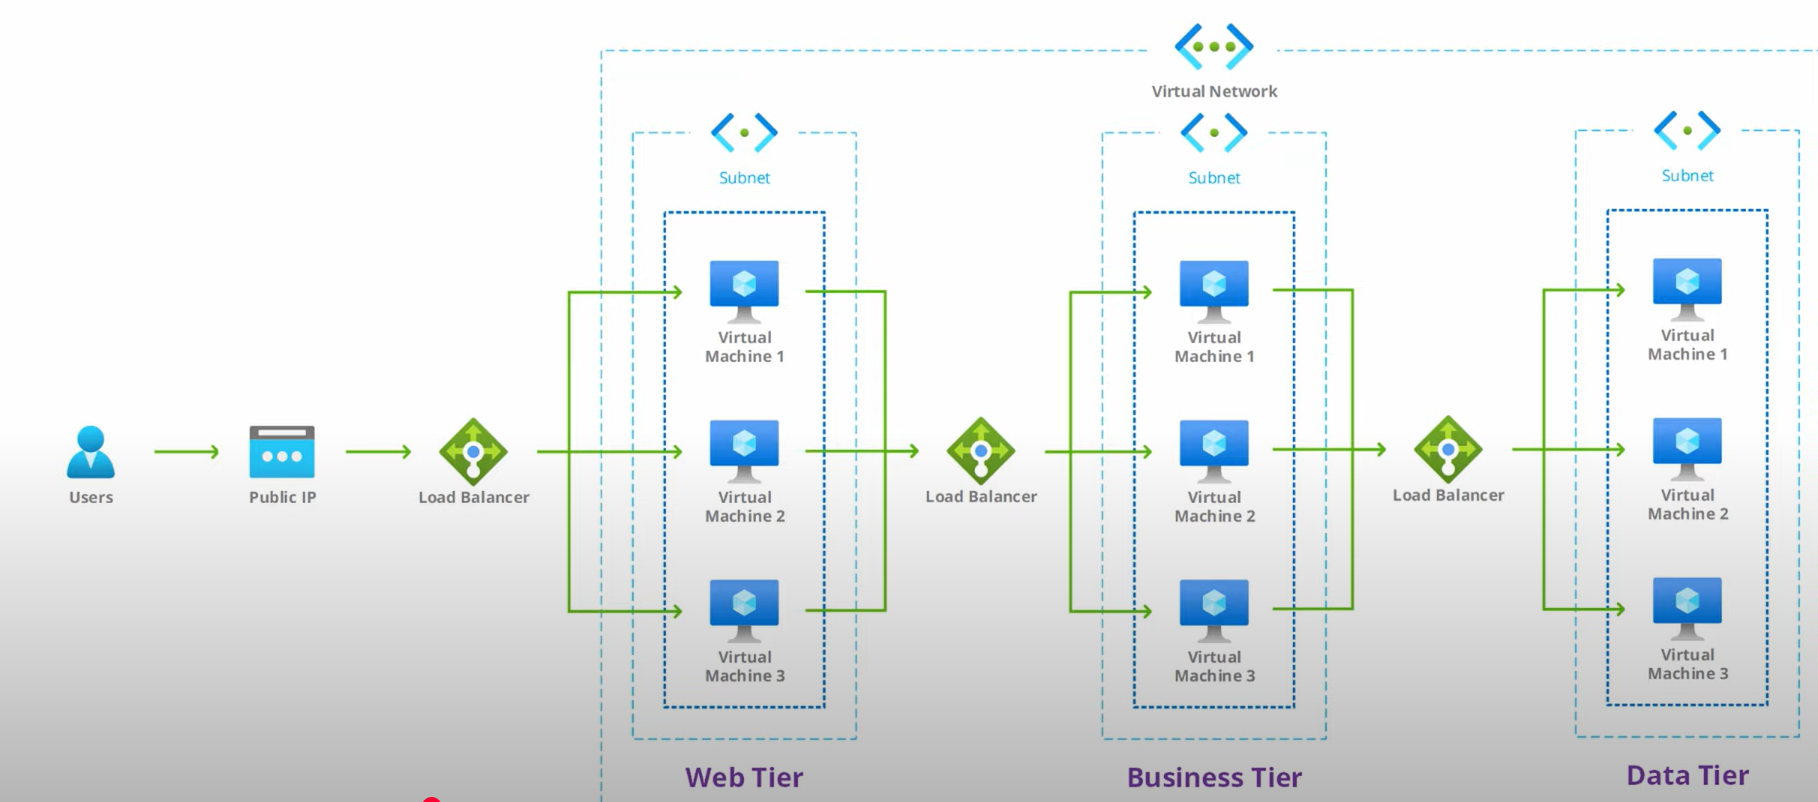 Virtual Network
Subnet
Subnet
Subnet
Virtual
Machine 1
Virtual
Machine 1
Virtual
Machine 1
Users
Public IP
Load Balancer
Virtual
Machine 2
Load Balancer
Virtual
Machine 2
Load Balancer
Virtual
Machine 2
Virtual
Machine 3
Virtual
Machine 3
Virtual
Machine 3
Web Tier
Business Tier
Data Tier